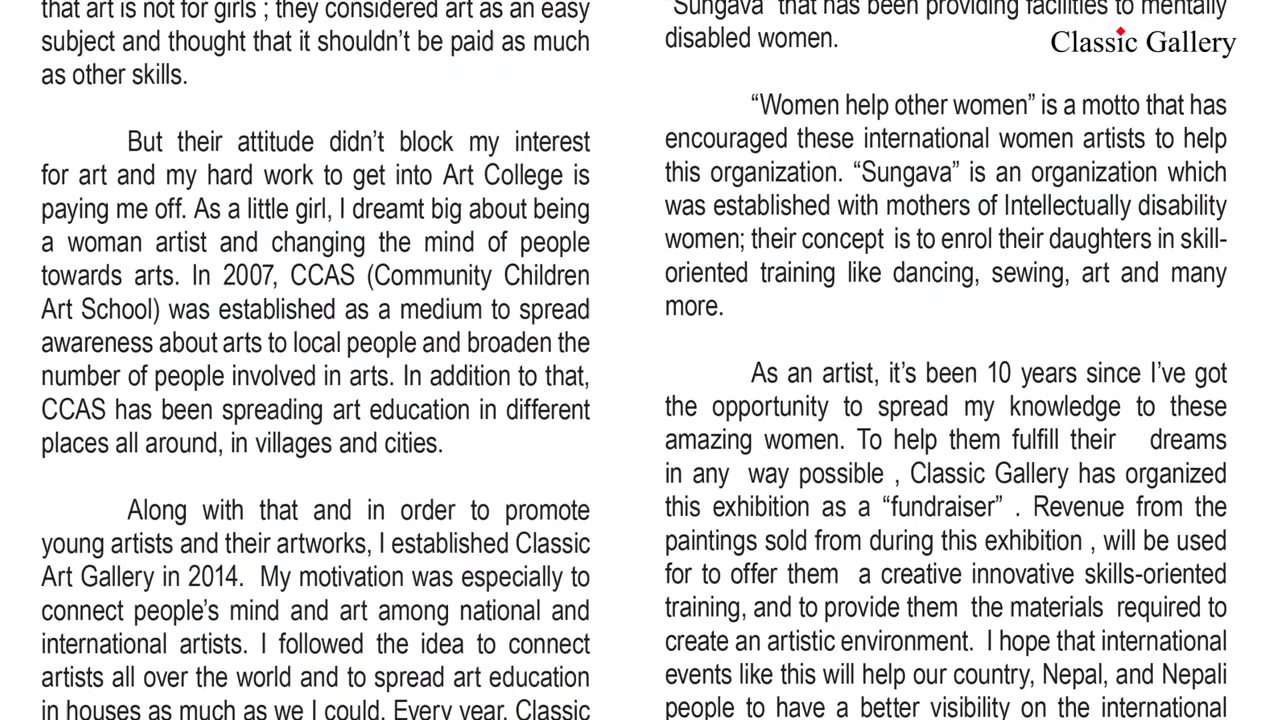 that art is not for girls ; they considered art as an easy
subject and thought that it shouldn’t be paid as much
as other skills.
But their attitude didn’t block my interest
for art and my hard work to get into Art College is
paying me off. As a little girl, I dreamt big about being
a woman artist and changing the mind of people
towards arts. In 2007, CCAS (Community Children
Art School) was established as a medium to spread
awareness about arts to local people and broaden the
number of people involved in arts. In addition to that,
CCAS has been spreading art education in different
places all around, in villages and cities.
Along with that and in order to promote
young artists and their artworks, I established Classic
Art Gallery in 2014. My motivation was especially to
connect people’s mind and art among national and
international artists. I followed the idea to connect
artists all over the world and to spread art education
in houses as much as we I could. Every year, Classic
“Sungava” that has been providing facilities to mentally
disabled women.
Classic Gallery
“Women help other women” is a motto that has
encouraged these international women artists to help
this organization. “Sungava” is an organization which
was established with mothers of Intellectually disability
women; their concept is to enrol their daughters in skill-
oriented training like dancing, sewing, art and many
more.
As an artist, it’s been 10 years since I’ve got
the opportunity to spread my knowledge to these
amazing women. To help them fulfill their dreams
in any way possible , Classic Gallery has organized
this exhibition as a “fundraiser” . Revenue from the
paintings sold from during this exhibition , will be used
for to offer them a creative innovative skills-oriented
training, and to provide them the materials required to
create an artistic environment. I hope that international
events like this will help our country, Nepal, and Nepali
people to have a better visibility on the international